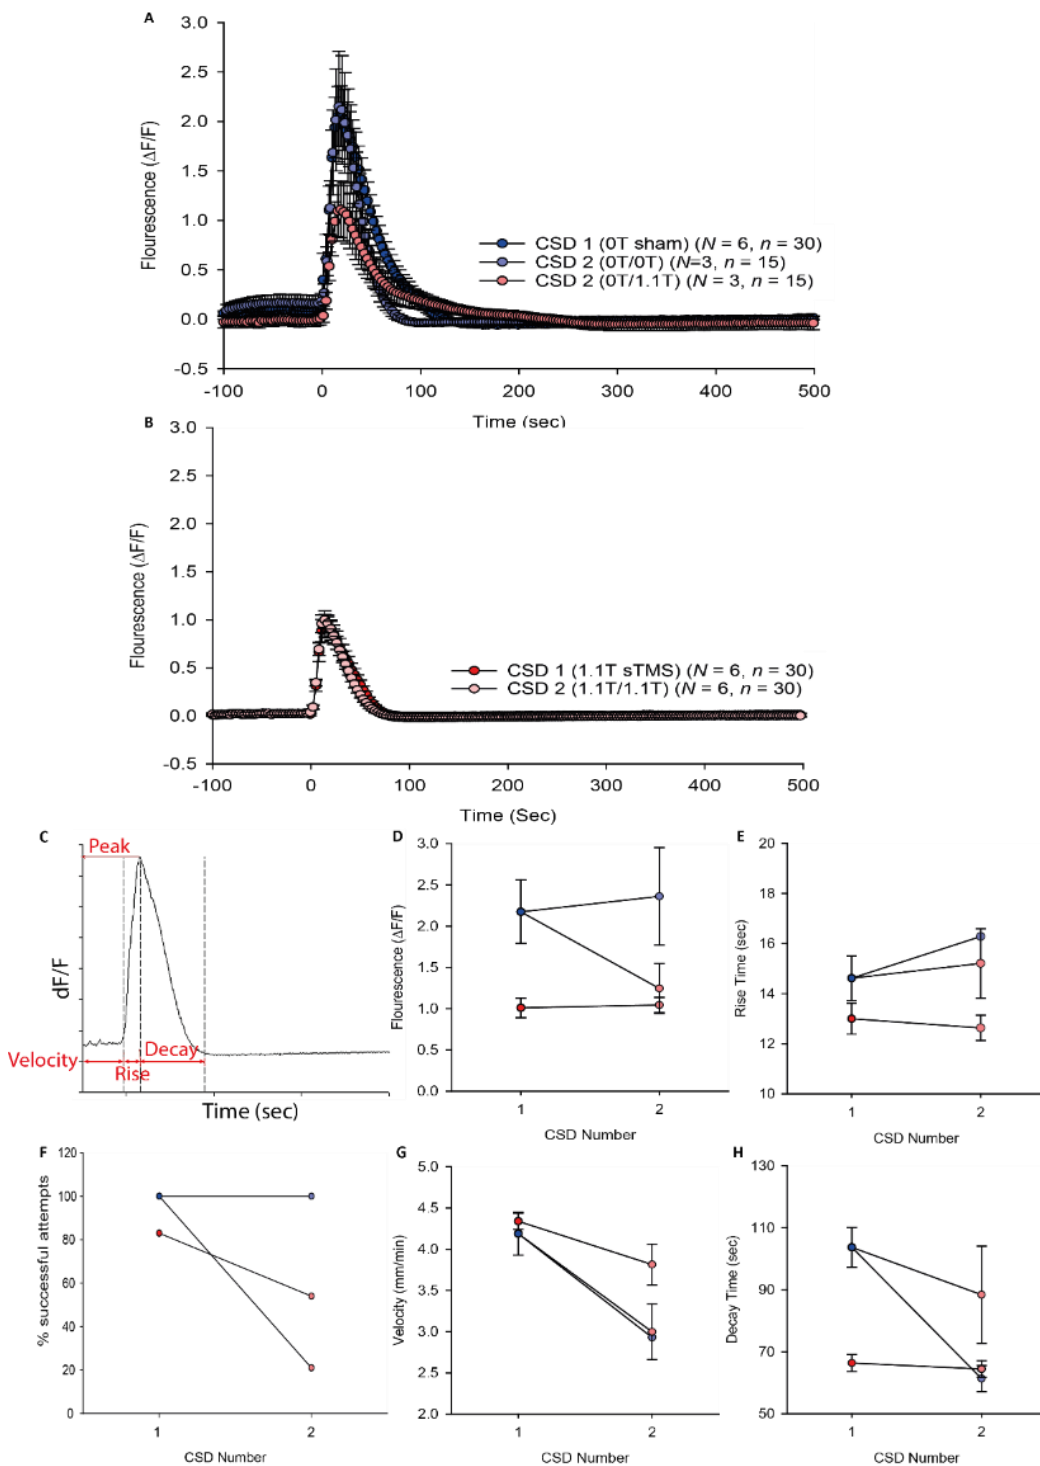 A
3.0
2.5
2.0
1.5
1.0
0.5
0.0
-0.5
Flourescence (ΔF/F)
CSD 1 (0T sham) (N = 6, n = 30)
CSD 2 (0T/0T) (N=3, n = 15)
CSD 2 (0T/1.1T) (N = 3, n = 15)
-100 0 100 200 300 400 500
Time (sec)
B
3.0
2.5
2.0
1.5
1.0
0.5
0.0
-0.5
Flourescence (ΔF/F)
CSD 1 (1.1T sTMS) (N = 6, n = 30)
CSD 2 (1.1T/1.1T) (N = 6, n = 30)
-100 0 100 200 300 400 500
Time (Sec)
C
Peak
dF/F
Velocity
Decay
Rise
Time (sec)
D
3.0
2.5
2.0
1.5
1.0
0.5
0.0
Flourescence (ΔF/F)
1 2
CSD Number
E
20
18
16
14
12
10
Rise Time (sec)
1 2
CSD Number
F
120
100
80
60
40
20
0
% successful attempts
1 2
CSD Number
G
5.0
4.5
4.0
3.5
3.0
2.5
2.0
Velocity (mm/min)
1 2
CSD Number
H
130
110
90
70
50
Decay Time (sec)
1 2
CSD Number